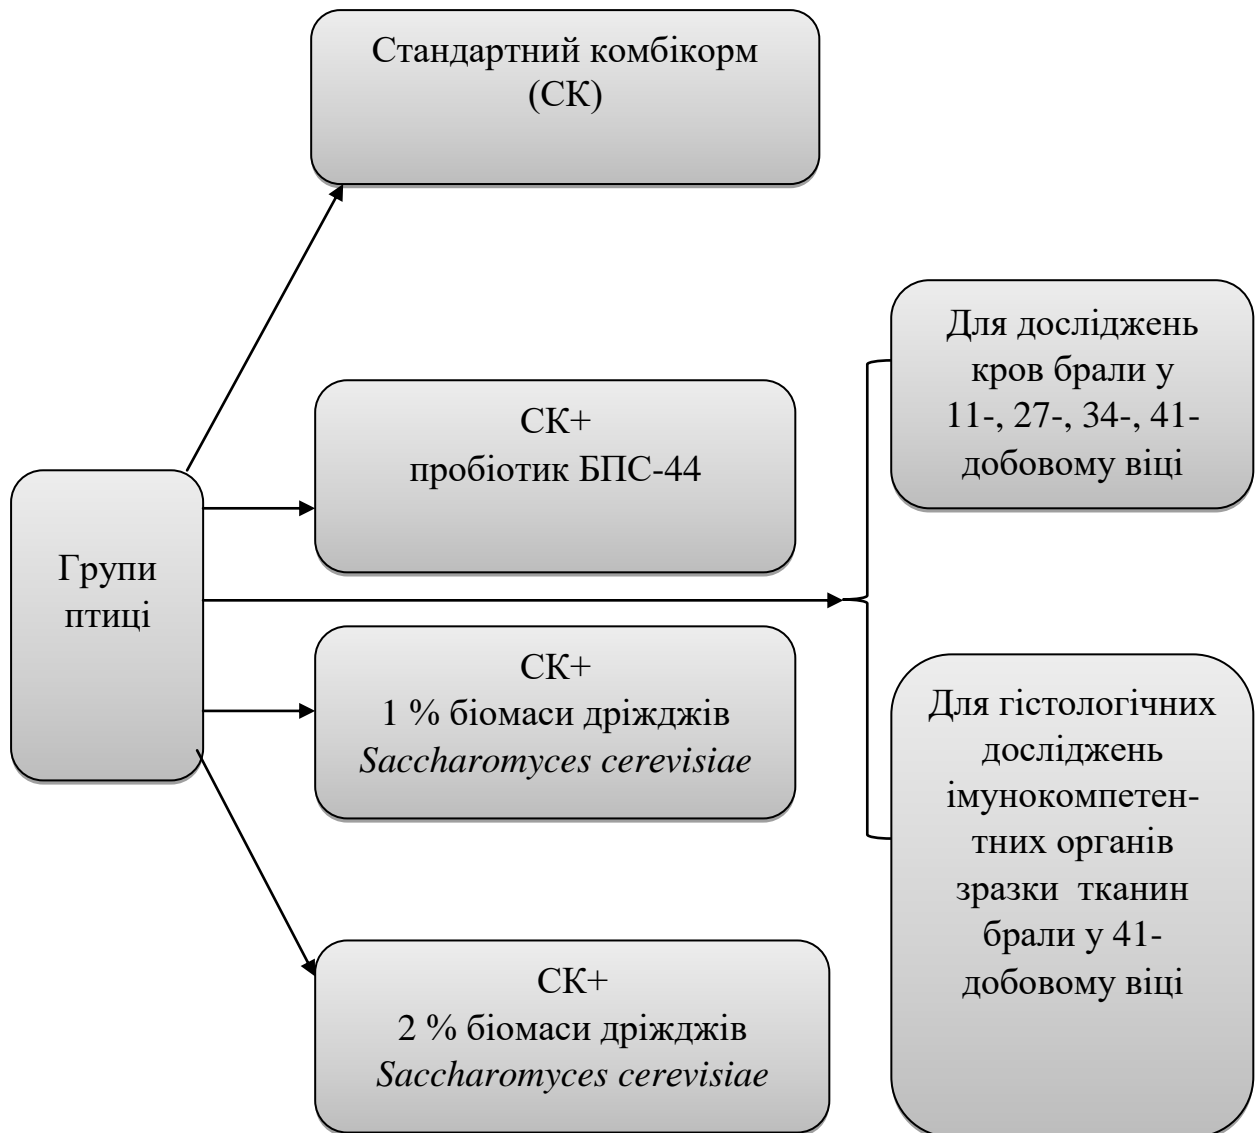 Стандартний комбікорм
(СК)
СК+
пробіотик БПС-44
Групи
птиці
СК+
1 % біомаси дріжджів
Saccharomyces cerevisiae
СК+
2 % біомаси дріжджів
Saccharomyces cerevisiae
Для досліджень
кров брали у
11-, 27-, 34-, 41-
добовому віці
Для гістологічних
досліджень
імунокомпетен-
тних органів
зразки тканин
брали у 41-
добовому віці